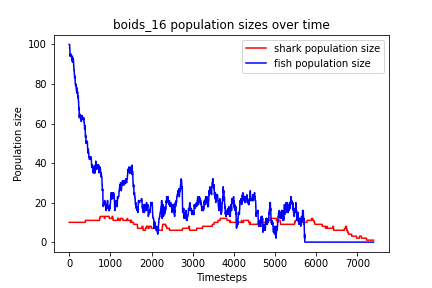 boids_16 population sizes over time
shark population size
fish population size
Population size
100
80
60
40
20
0
0 1000 2000 3000 4000 5000 6000 7000
Timesteps